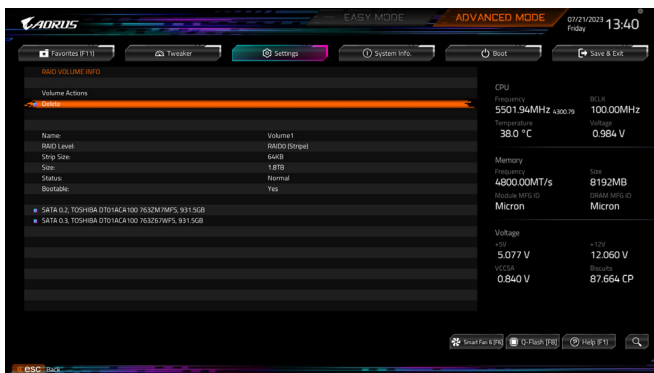 AORUS
EASY MODE
ADVANCED MODE
07/21/2023
Friday
13:40
Favorites (F11)
Tweaker
Settings
System Info.
Boot
Save & Exit
RAID VOLUME INFO
Volume Actions
Delete
Name: Volume1
RAID Level: RAID0 (Stripe)
Strip Size: 64KB
Size: 1.8TB
Status: Normal
Bootable: Yes
SATA 0.2, TOSHIBA DT01ACA100 763ZM7MFS, 931.5GB
SATA 0.3, TOSHIBA DT01ACA100 763Z67WFS, 931.5GB
CPU
Frequency BCLK
5501.94MHz 4300.79 100.00MHz
Temperature Voltage
38.0 °C 0.984 V
Memory
Frequency Size
4800.00MT/s 8192MB
Module MFG ID DRAM MFG ID
Micron Micron
Voltage
+5V +12V
5.077 V 12.060 V
VCCSA Biscuits
0.840 V 87.664 CP
Smart Fan 6 [F6]
Q-Flash [F8]
Help (F1)
esc Back